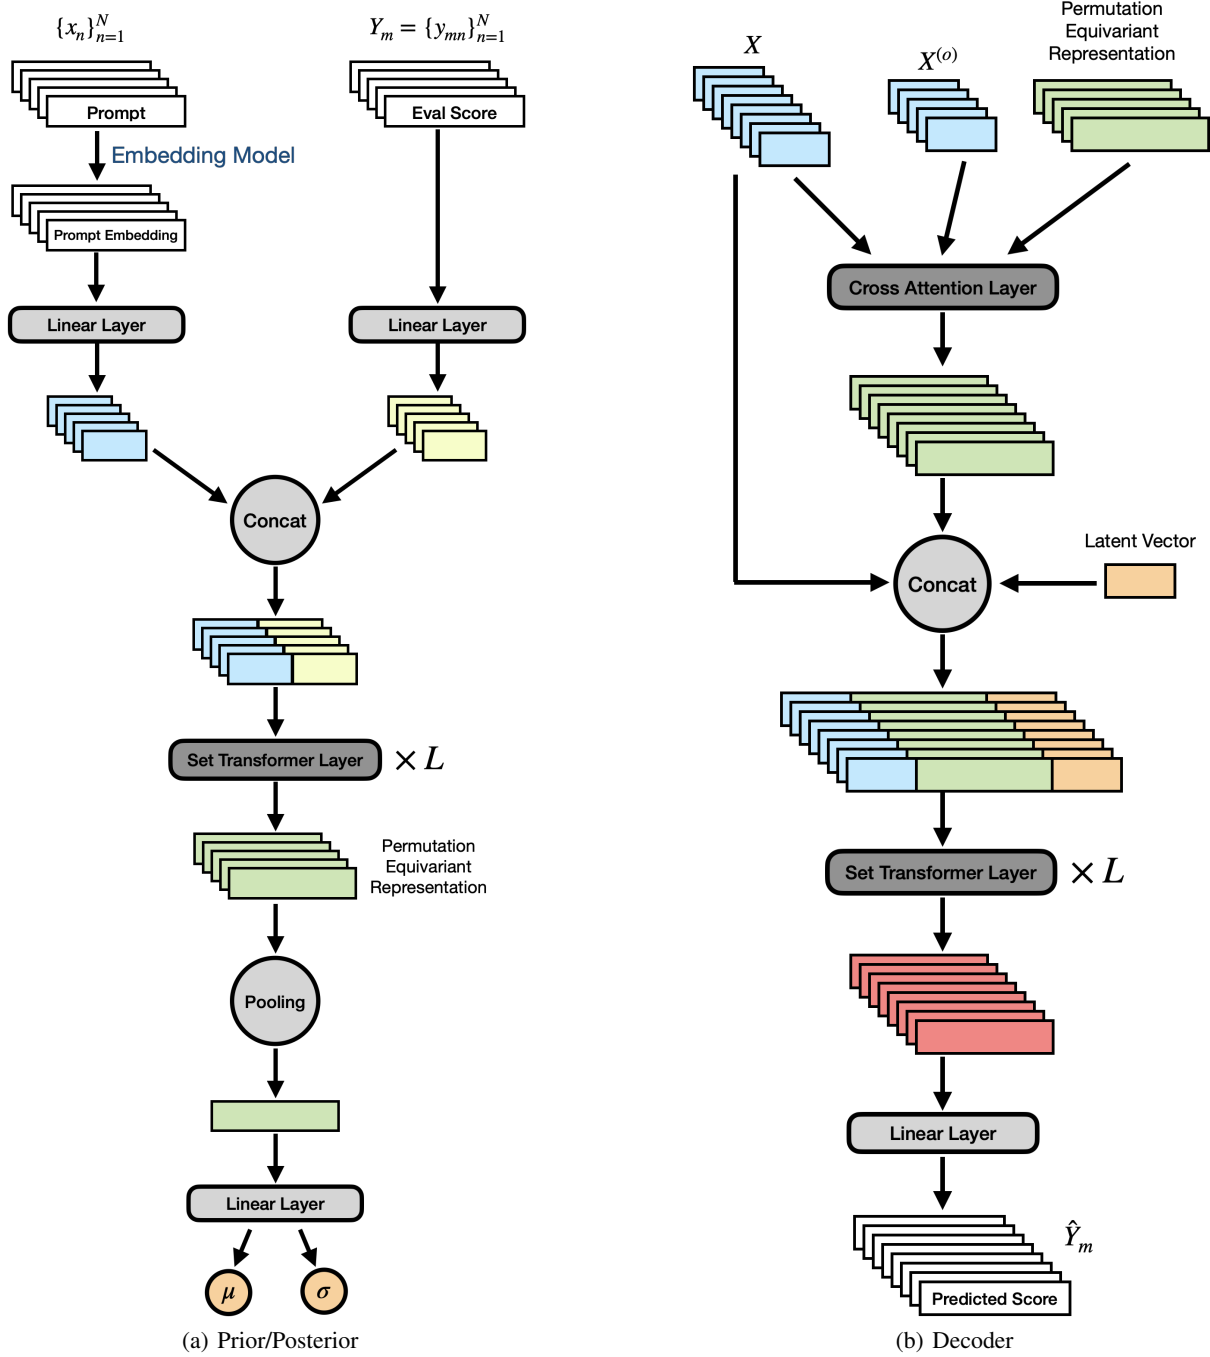 {x_n}_{n=1}^N
Y_m = {y_{mn}}_{n=1}^N
Prompt
Eval Score
Embedding Model
Prompt Embedding
Linear Layer
Linear Layer
Concat
Set Transformer Layer
× L
Permutation
Equivariant
Representation
Pooling
Linear Layer
μ
σ
(a) Prior/Posterior
X
X^{(o)}
Permutation
Equivariant
Representation
Cross Attention Layer
Latent Vector
Concat
Set Transformer Layer
× L
Linear Layer
Ŷ_m
Predicted Score
(b) Decoder